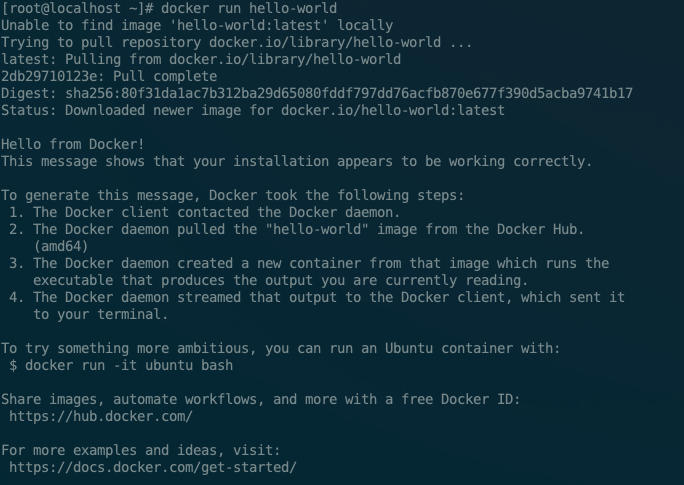 [root@localhost ~]# docker run hello-world
Unable to find image 'hello-world:latest' locally
Trying to pull repository docker.io/library/hello-world ...
latest: Pulling from docker.io/library/hello-world
2db29710123e: Pull complete
Digest: sha256:80f31da1ac7b312ba29d65080fddf797dd76acfb870e677f390d5acba9741b17
Status: Downloaded newer image for docker.io/hello-world:latest

Hello from Docker!
This message shows that your installation appears to be working correctly.

To generate this message, Docker took the following steps:
 1. The Docker client contacted the Docker daemon.
 2. The Docker daemon pulled the "hello-world" image from the Docker Hub.
    (amd64)
 3. The Docker daemon created a new container from that image which runs the
    executable that produces the output you are currently reading.
 4. The Docker daemon streamed that output to the Docker client, which sent it
    to your terminal.

To try something more ambitious, you can run an Ubuntu container with:
 $ docker run -it ubuntu bash

Share images, automate workflows, and more with a free Docker ID:
 https://hub.docker.com/

For more examples and ideas, visit:
 https://docs.docker.com/get-started/